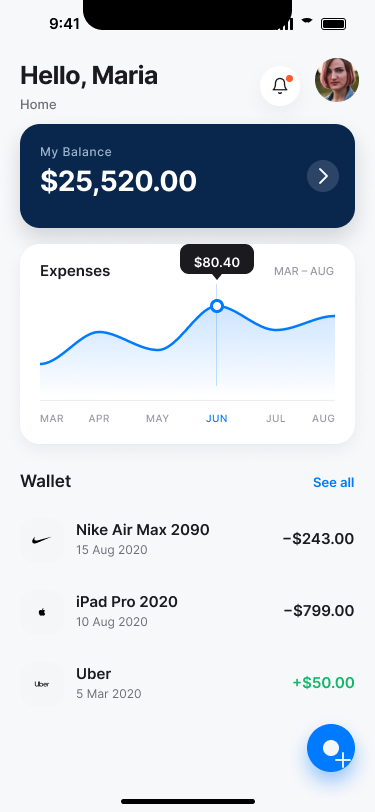 9:41
Hello, Maria
Home
My Balance
$25,520.00
$80.40
Expenses
MAR – AUG
MAR APR MAY JUN JUL AUG
Wallet
See all
Nike Air Max 2090
15 Aug 2020
−$243.00
iPad Pro 2020
10 Aug 2020
−$799.00
Uber
Uber
5 Mar 2020
+$50.00